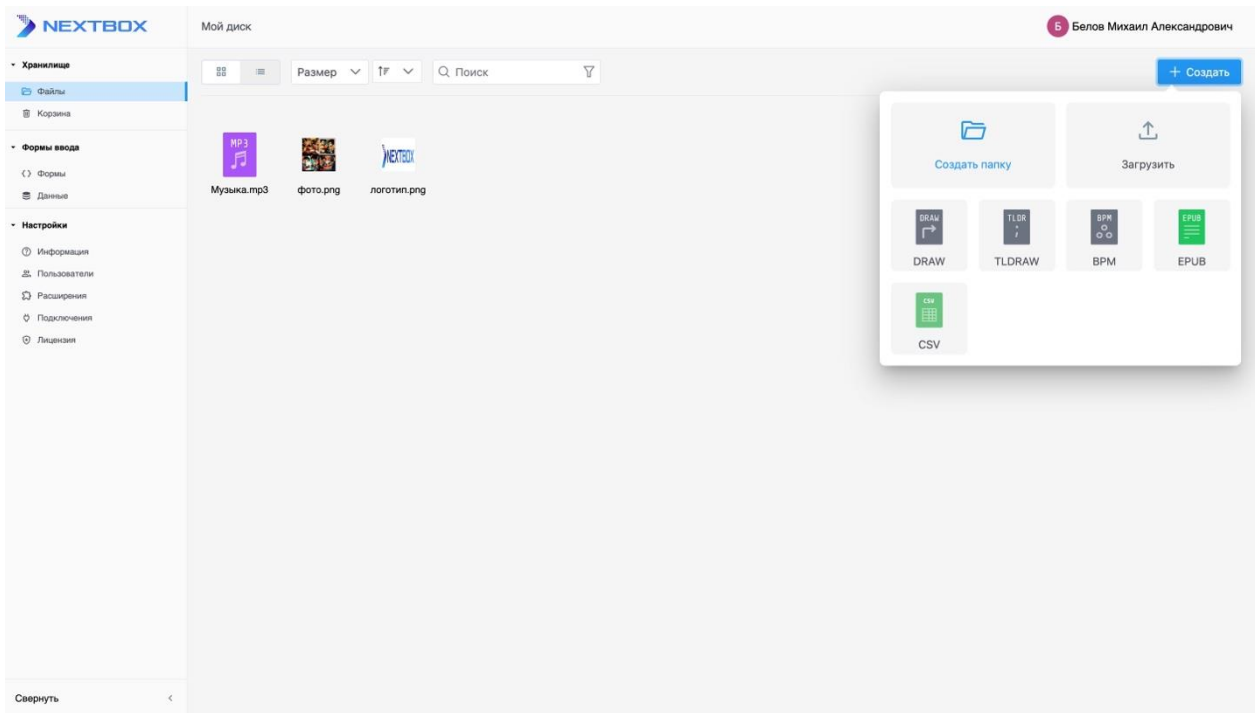 NEXTBOX
Мой диск
Б Белов Михаил Александрович
Хранилище
Файлы
Корзина
Формы ввода
Формы
Данные
Настройки
Информация
Пользователи
Расширения
Подключения
Лицензия
Свернуть
Размер
Поиск
+ Создать
MP3
Музыка.mp3
фото.png
NEXTBOX
логотип.png
Создать папку
Загрузить
DRAW
DRAW
TLDR
TLDRAW
BPM
BPM
EPUB
EPUB
CSV
CSV